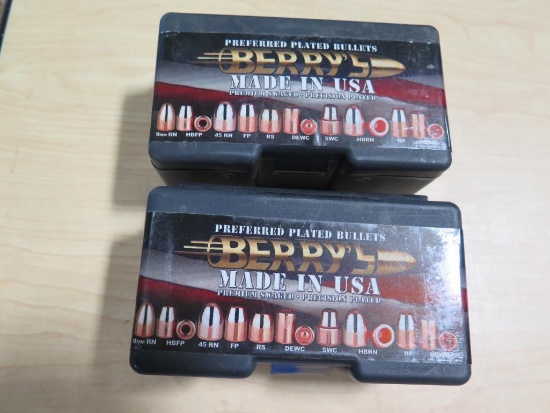 PREFERRED PLATED BULLETS
BERRY'S
MADE IN USA
PREMIUM SWAGED • PRECISION PLATED
9mm RN HBFP 45 RN FP RS DEWC SWC HBRN HP
PREFERRED PLATED BULLETS
BERRY'S
MADE IN USA
PREMIUM SWAGED • PRECISION PLATED
9mm RN HBFP 45 RN FP RS DEWC SWC HBRN HP